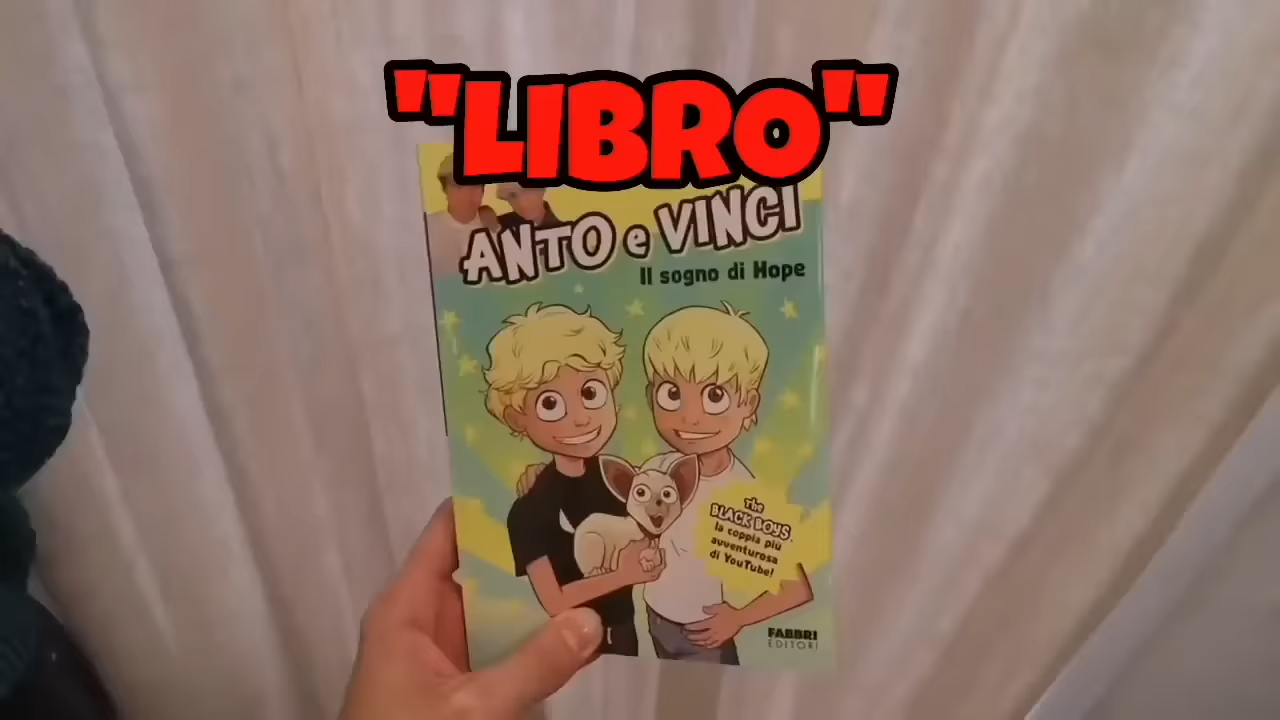 "LIBRO"
ANTO e VINCI
Il sogno di Hope
The
BLACK BOYS,
la coppia più
avventurosa
di YouTube!
FABBRI
EDITORI